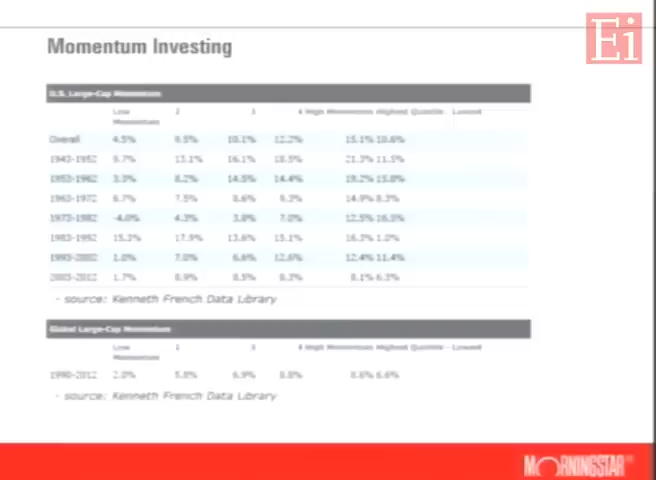 Ei
Momentum Investing
U.S. Large-Cap Momentum
Low Momentum 2 3 4 High Momentum Highest Quintile - Lowest
Overall 4.5% 9.5% 10.1% 12.2% 15.1% 10.6%
1943-1952 9.7% 13.1% 16.1% 18.5% 21.3% 11.5%
1953-1962 3.3% 8.2% 14.5% 14.4% 19.2% 15.8%
1963-1972 6.7% 7.5% 8.6% 9.3% 14.9% 8.3%
1973-1982 -4.0% 4.3% 3.8% 7.0% 12.5% 16.5%
1983-1992 15.3% 17.9% 13.6% 15.1% 16.3% 1.0%
1993-2002 1.0% 7.0% 6.6% 12.6% 12.4% 11.4%
2003-2012 1.7% 8.9% 8.5% 8.3% 8.1% 6.3%
- source: Kenneth French Data Library
Global Large-Cap Momentum
Low Momentum 2 3 4 High Momentum Highest Quintile - Lowest
1990-2012 2.0% 5.8% 6.9% 8.8% 8.6% 6.6%
- source: Kenneth French Data Library
MORNINGSTAR